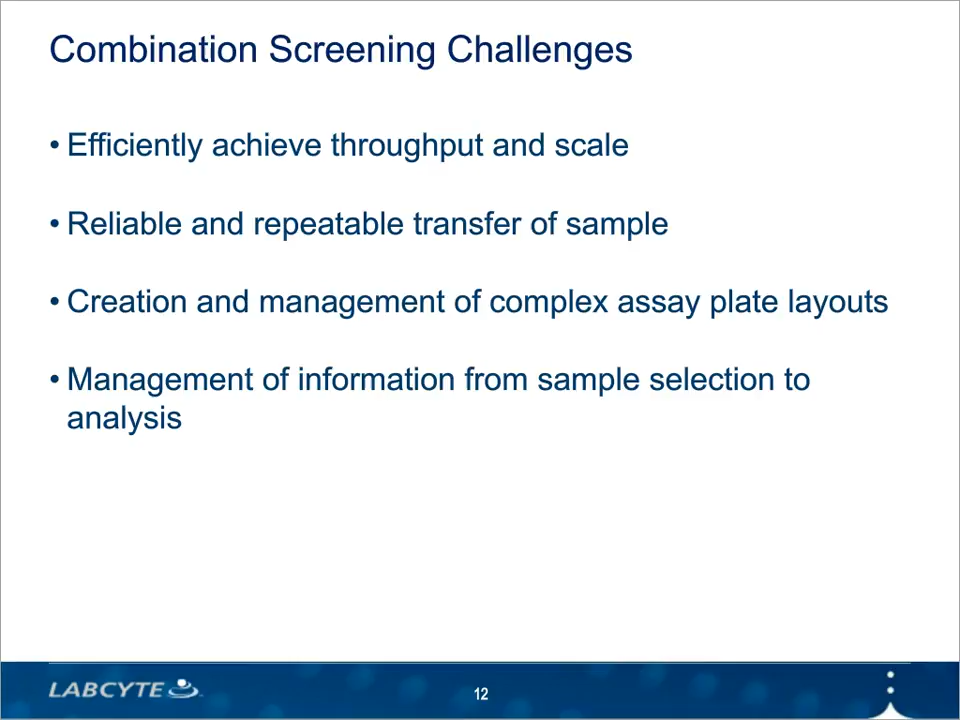 Combination Screening Challenges
• Efficiently achieve throughput and scale
• Reliable and repeatable transfer of sample
• Creation and management of complex assay plate layouts
• Management of information from sample selection to
analysis
LABCYTE
12